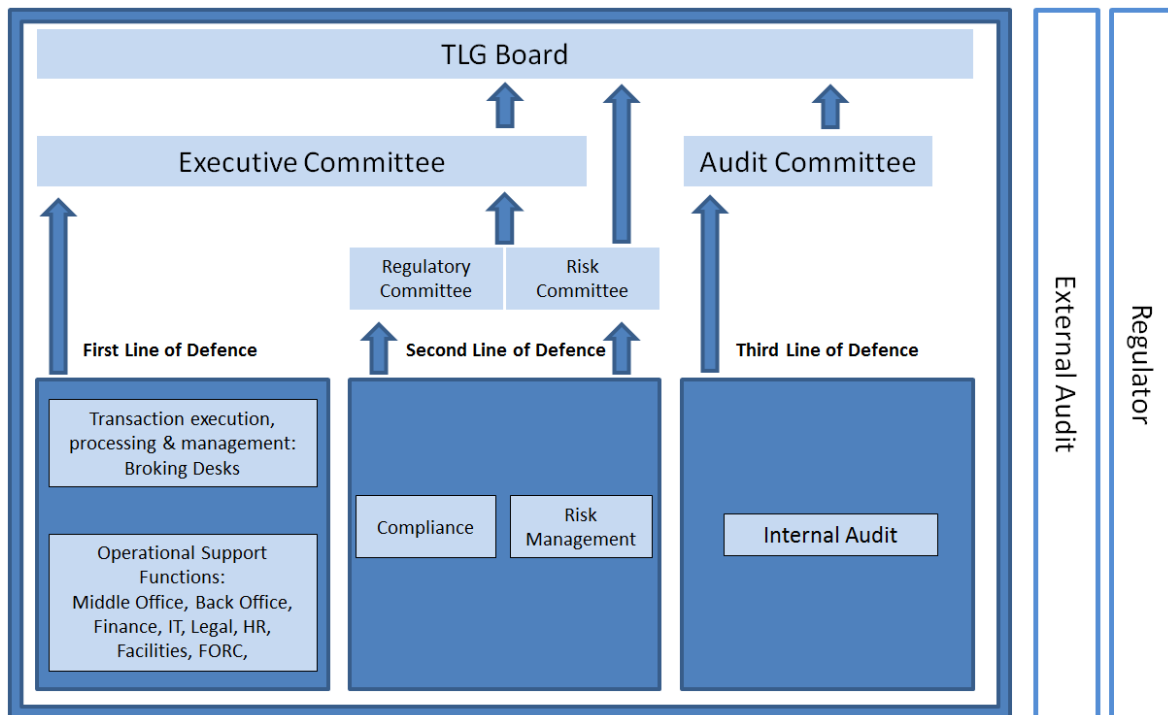 TLG Board
Executive Committee
Audit Committee
Regulatory
Committee
Risk
Committee
First Line of Defence
Second Line of Defence
Third Line of Defence
Transaction execution,
processing & management:
Broking Desks
Operational Support
Functions:
Middle Office, Back Office,
Finance, IT, Legal, HR,
Facilities, FORC,
Compliance
Risk
Management
Internal Audit
External Audit
Regulator